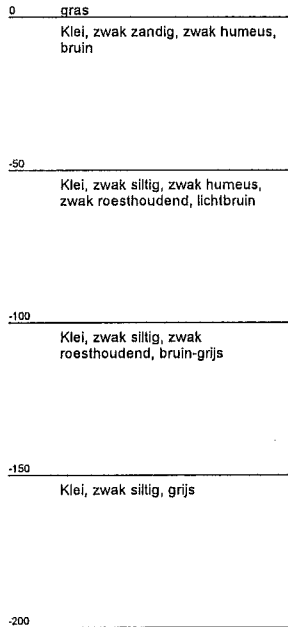 0 gras
Klei, zwak zandig, zwak humeus,
bruin
-50
Klei, zwak siltig, zwak humeus,
zwak roesthoudend, lichtbruin
-100
Klei, zwak siltig, zwak
roesthoudend, bruin-grijs
-150
Klei, zwak siltig, grijs
-200